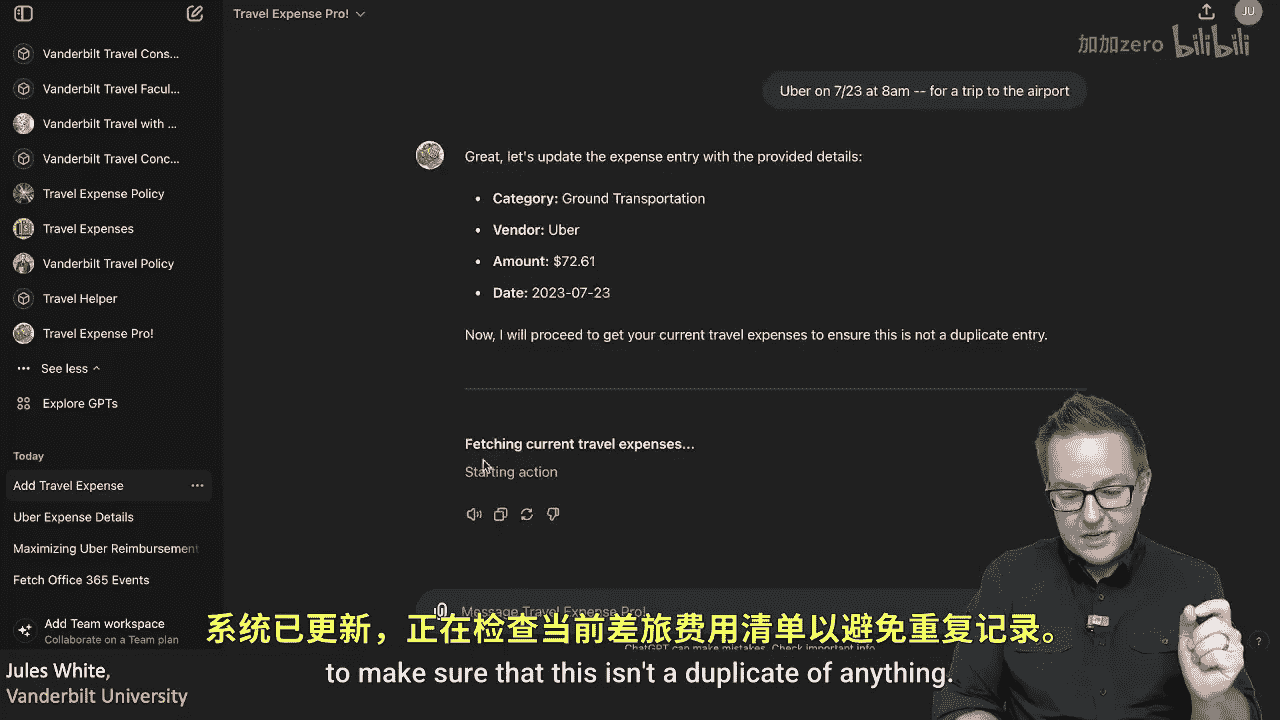 Travel Expense Pro!
JU
加加zero bilibili
Vanderbilt Travel Cons...
Vanderbilt Travel Facul...
Vanderbilt Travel with ...
Vanderbilt Travel Conc...
Travel Expense Policy
Travel Expenses
Vanderbilt Travel Policy
Travel Helper
Travel Expense Pro!
See less
Explore GPTs
Today
Add Travel Expense
Uber Expense Details
Maximizing Uber Reimbursement
Fetch Office 365 Events
Add Team workspace
Collaborate on a Team plan
Uber on 7/23 at 8am -- for a trip to the airport
Great, let's update the expense entry with the provided details:
• Category: Ground Transportation
• Vendor: Uber
• Amount: $72.61
• Date: 2023-07-23
Now, I will proceed to get your current travel expenses to ensure this is not a duplicate entry.
Fetching current travel expenses...
Starting action
Message Travel Expense Pro!
?
系统已更新，正在检查当前差旅费用清单以避免重复记录。
ChatGPT can make mistakes. Check important info.
to make sure that this isn't a duplicate of anything.
Jules White,
Vanderbilt University